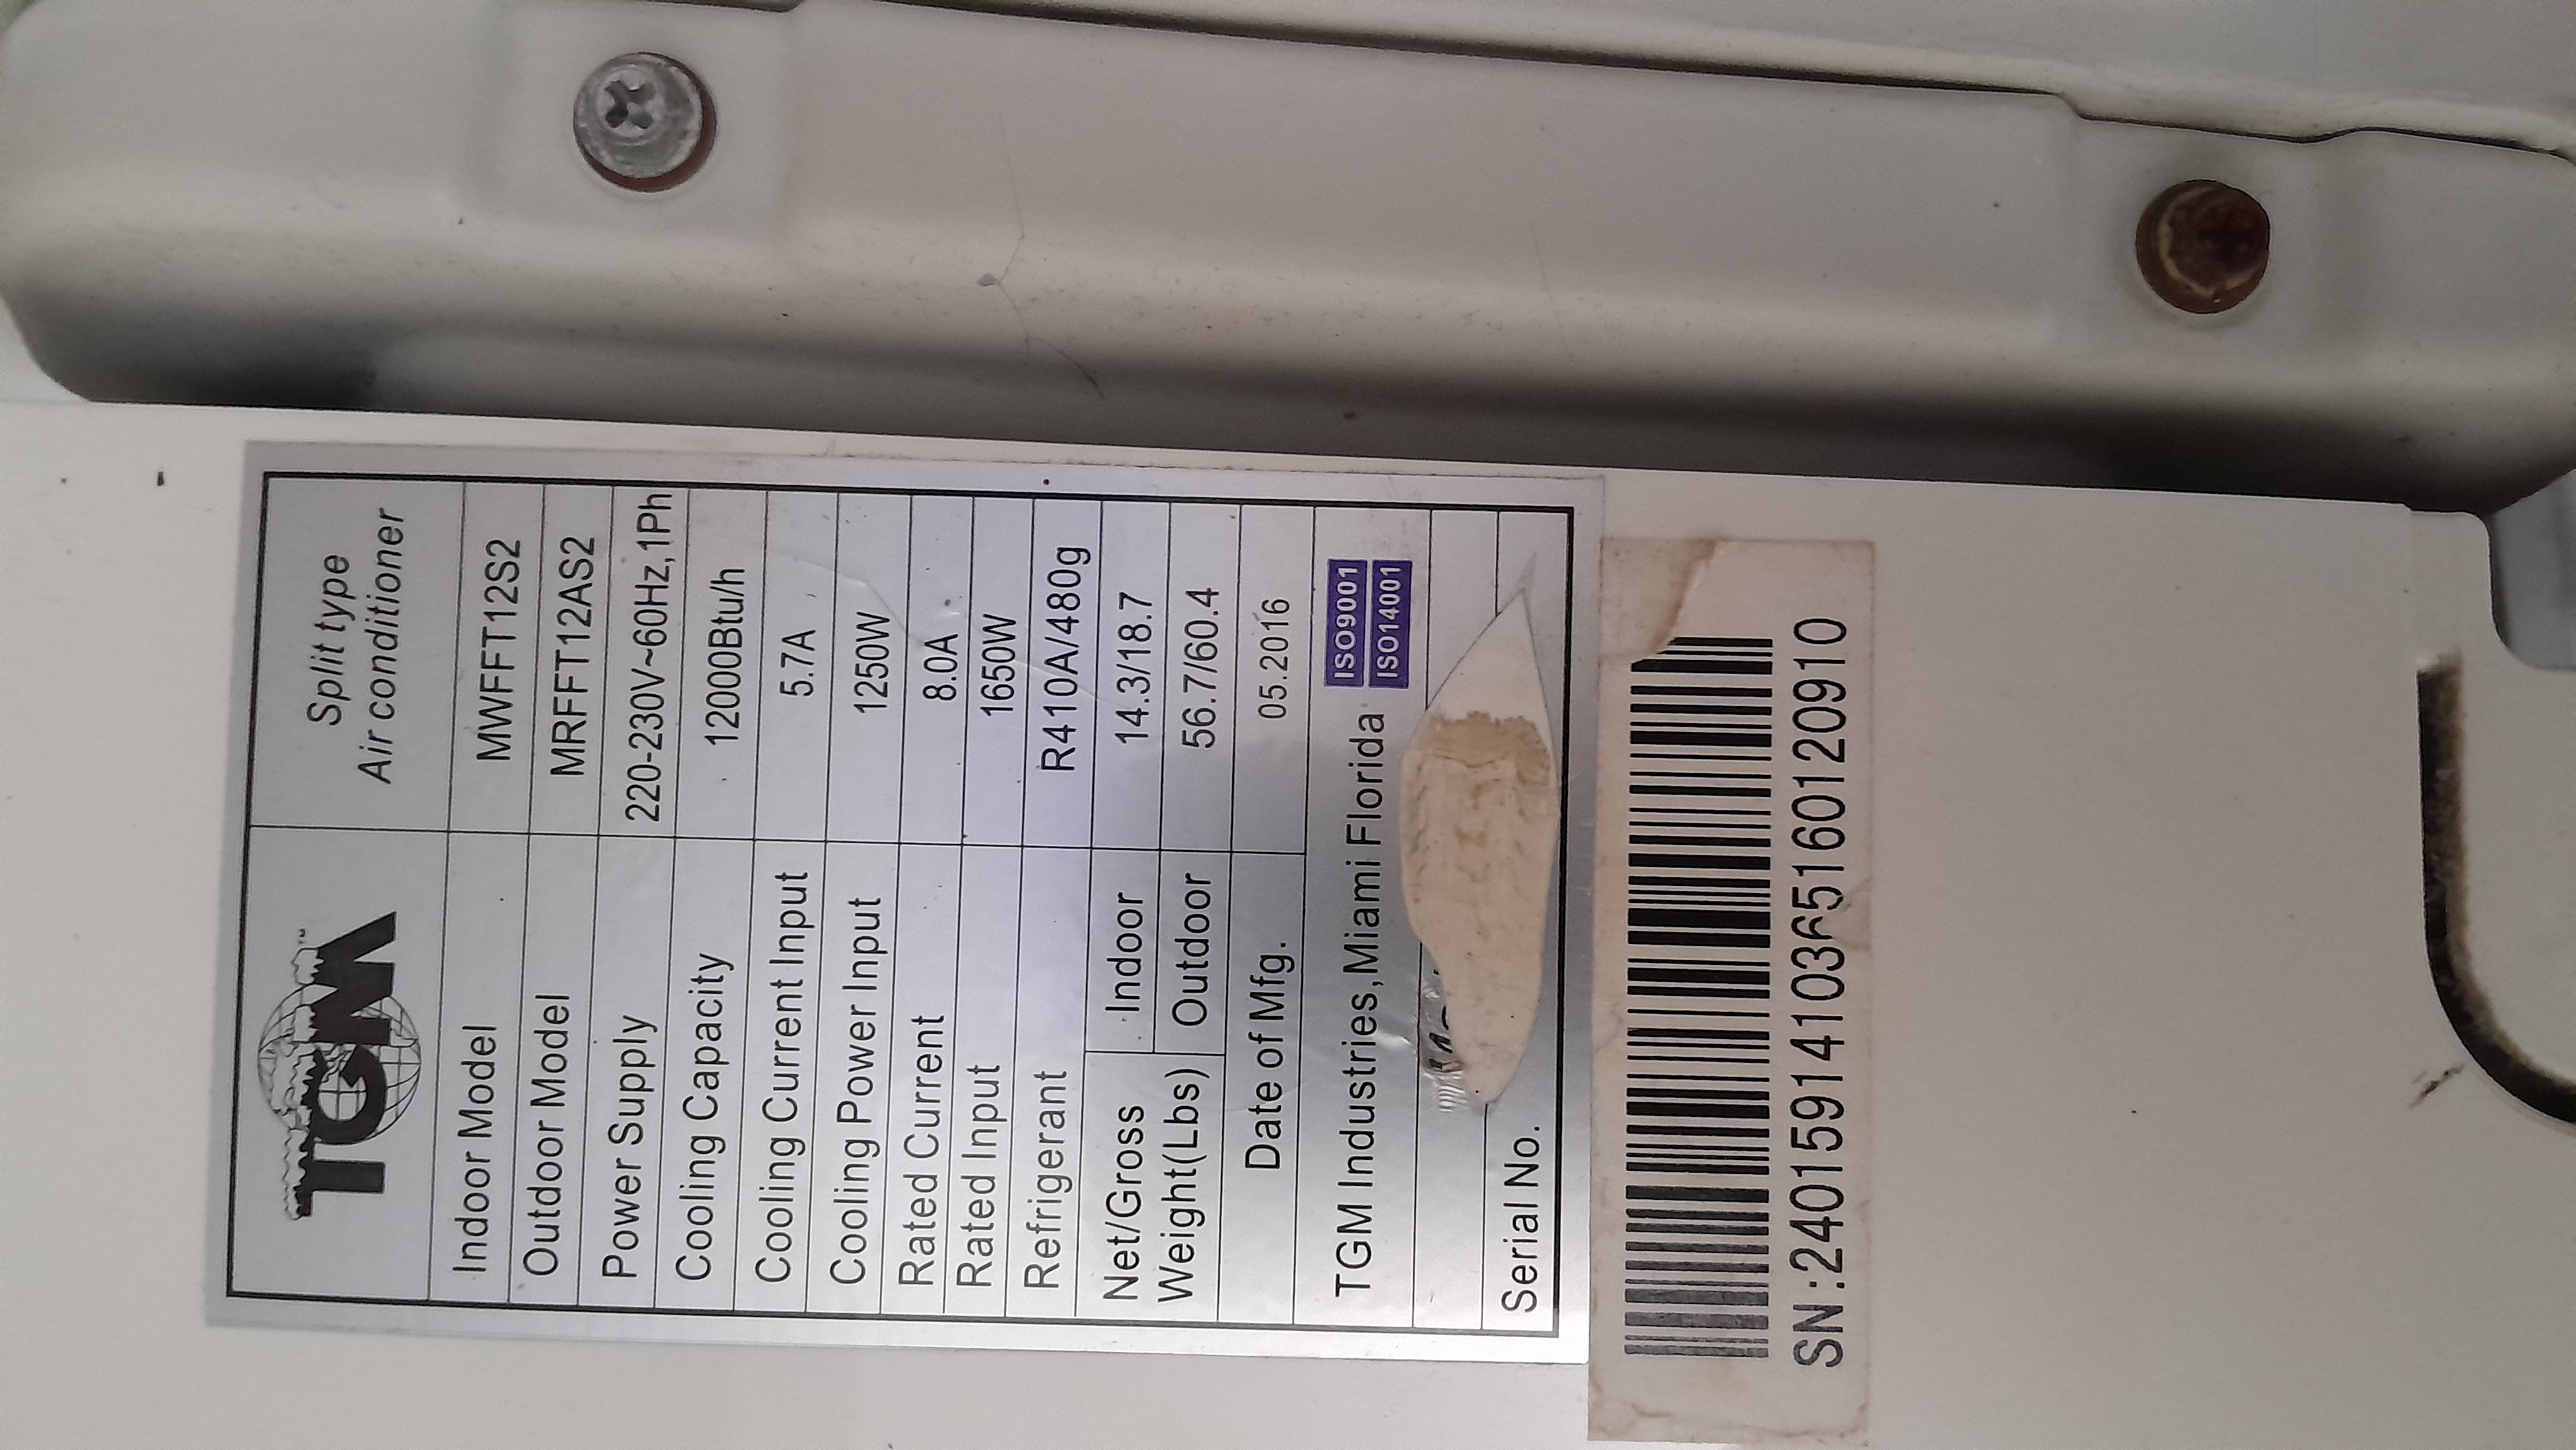 TGM™
Split type
Air conditioner
Indoor Model MWFFT12S2
Outdoor Model MRFFT12AS2
Power Supply 220-230V~60Hz,1Ph
Cooling Capacity 12000Btu/h
Cooling Current Input 5.7A
Cooling Power Input 1250W
Rated Current 8.0A
Rated Input 1650W
Refrigerant R410A/480g
Net/Gross Weight(Lbs) Indoor 14.3/18.7
Outdoor 56.7/60.4
Date of Mfg. 05.2016
TGM Industries,Miami Florida
ISO9001
ISO14001
Serial No.